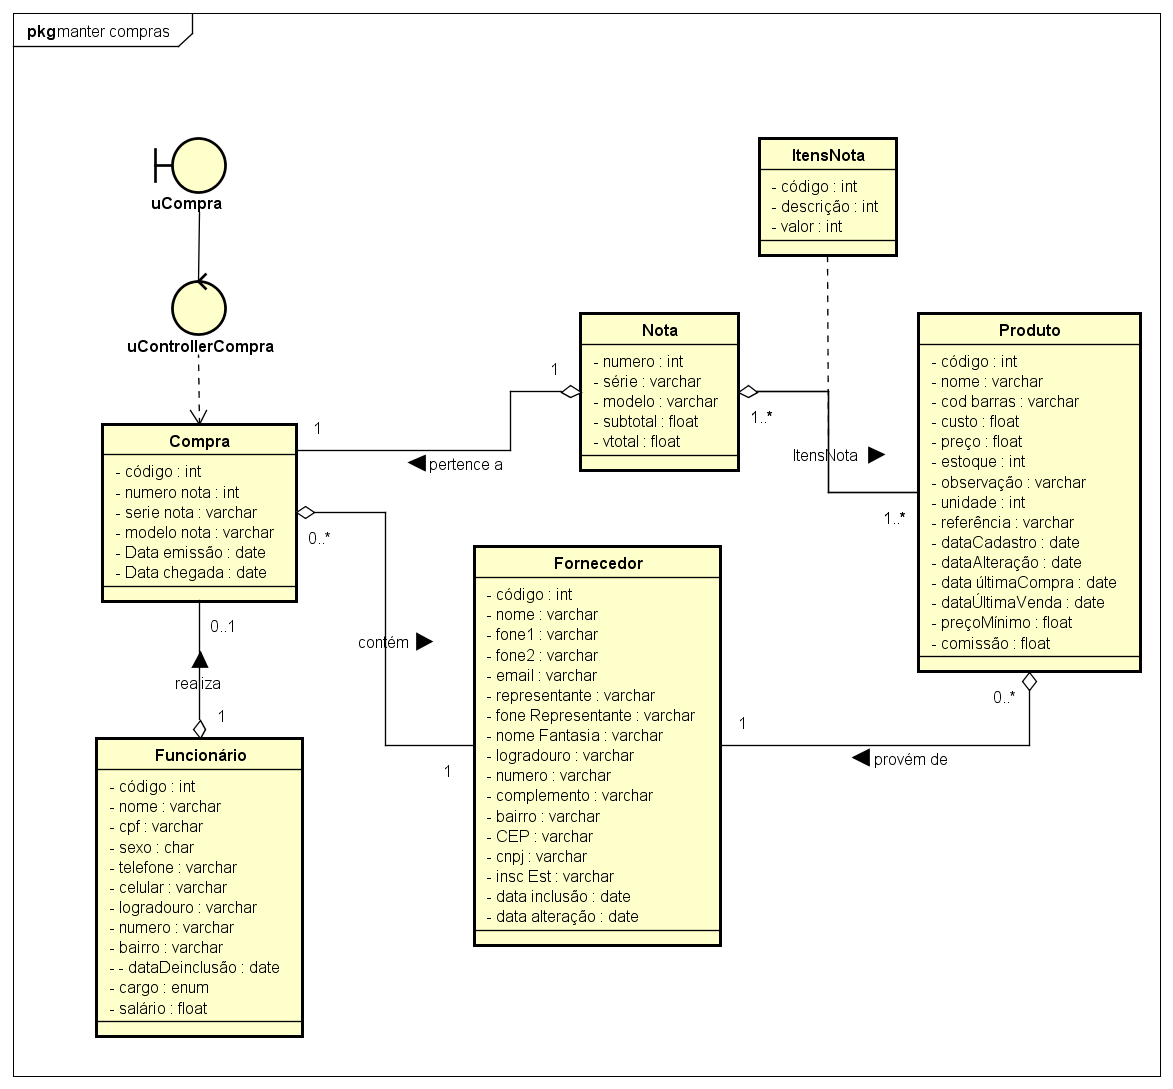 pkg manter compras
uCompra
uControllerCompra
ItensNota
- código : int
- descrição : int
- valor : int
Nota
- numero : int
- série : varchar
- modelo : varchar
- subtotal : float
- vtotal : float
1
1
pertence a
1..*
ItensNota
1..*
Produto
- código : int
- nome : varchar
- cod barras : varchar
- custo : float
- preço : float
- estoque : int
- observação : varchar
- unidade : int
- referência : varchar
- dataCadastro : date
- dataAlteração : date
- data últimaCompra : date
- dataÚltimaVenda : date
- preçoMínimo : float
- comissão : float
Compra
- código : int
- numero nota : int
- serie nota : varchar
- modelo nota : varchar
- Data emissão : date
- Data chegada : date
0..*
contém
1
0..1
realiza
1
Fornecedor
- código : int
- nome : varchar
- fone1 : varchar
- fone2 : varchar
- email : varchar
- representante : varchar
- fone Representante : varchar
- nome Fantasia : varchar
- logradouro : varchar
- numero : varchar
- complemento : varchar
- bairro : varchar
- CEP : varchar
- cnpj : varchar
- insc Est : varchar
- data inclusão : date
- data alteração : date
0..*
1
provém de
Funcionário
- código : int
- nome : varchar
- cpf : varchar
- sexo : char
- telefone : varchar
- celular : varchar
- logradouro : varchar
- numero : varchar
- bairro : varchar
- - dataDeinclusão : date
- cargo : enum
- salário : float